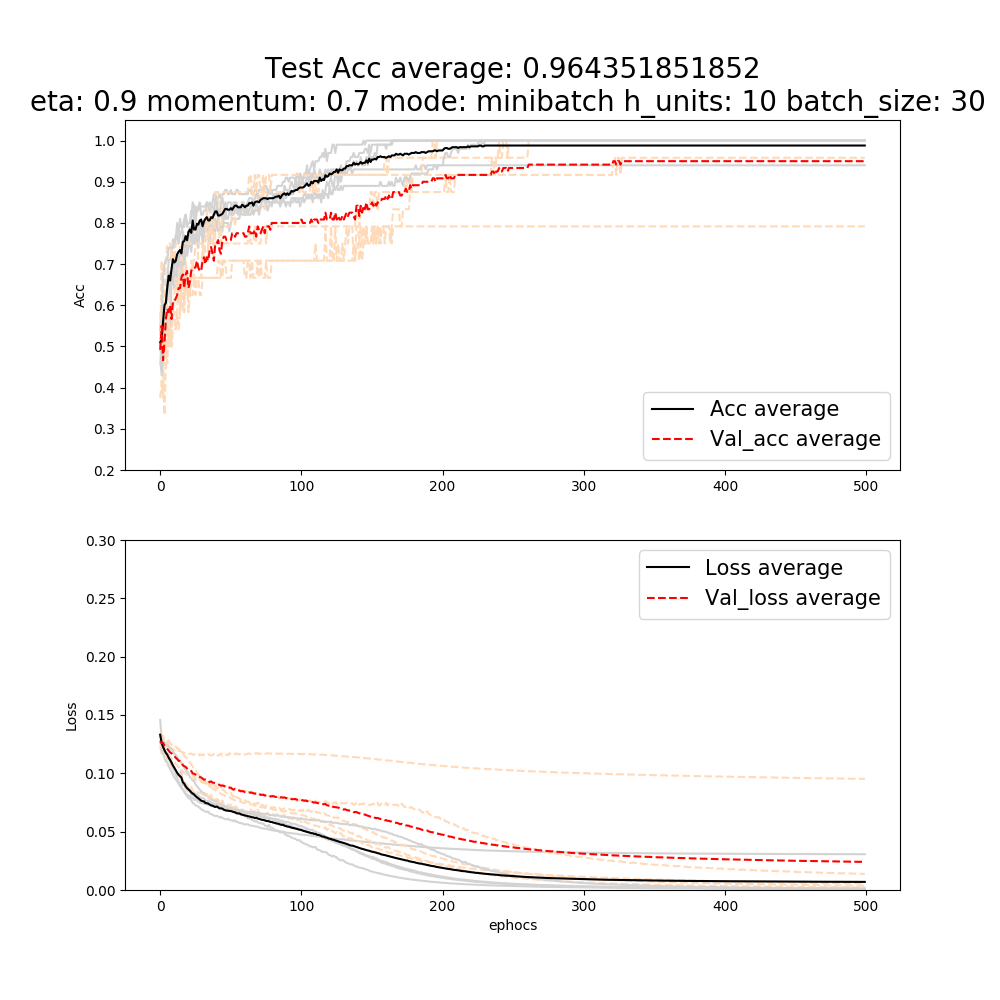 Test Acc average: 0.964351851852
eta: 0.9 momentum: 0.7 mode: minibatch h_units: 10 batch_size: 30
1.0
0.9
0.8
0.7
0.6
0.5
0.4
0.3
0.2
Acc
Acc average
Val_acc average
0 100 200 300 400 500
0.30
0.25
0.20
0.15
0.10
0.05
0.00
Loss
Loss average
Val_loss average
0 100 200 300 400 500
ephocs